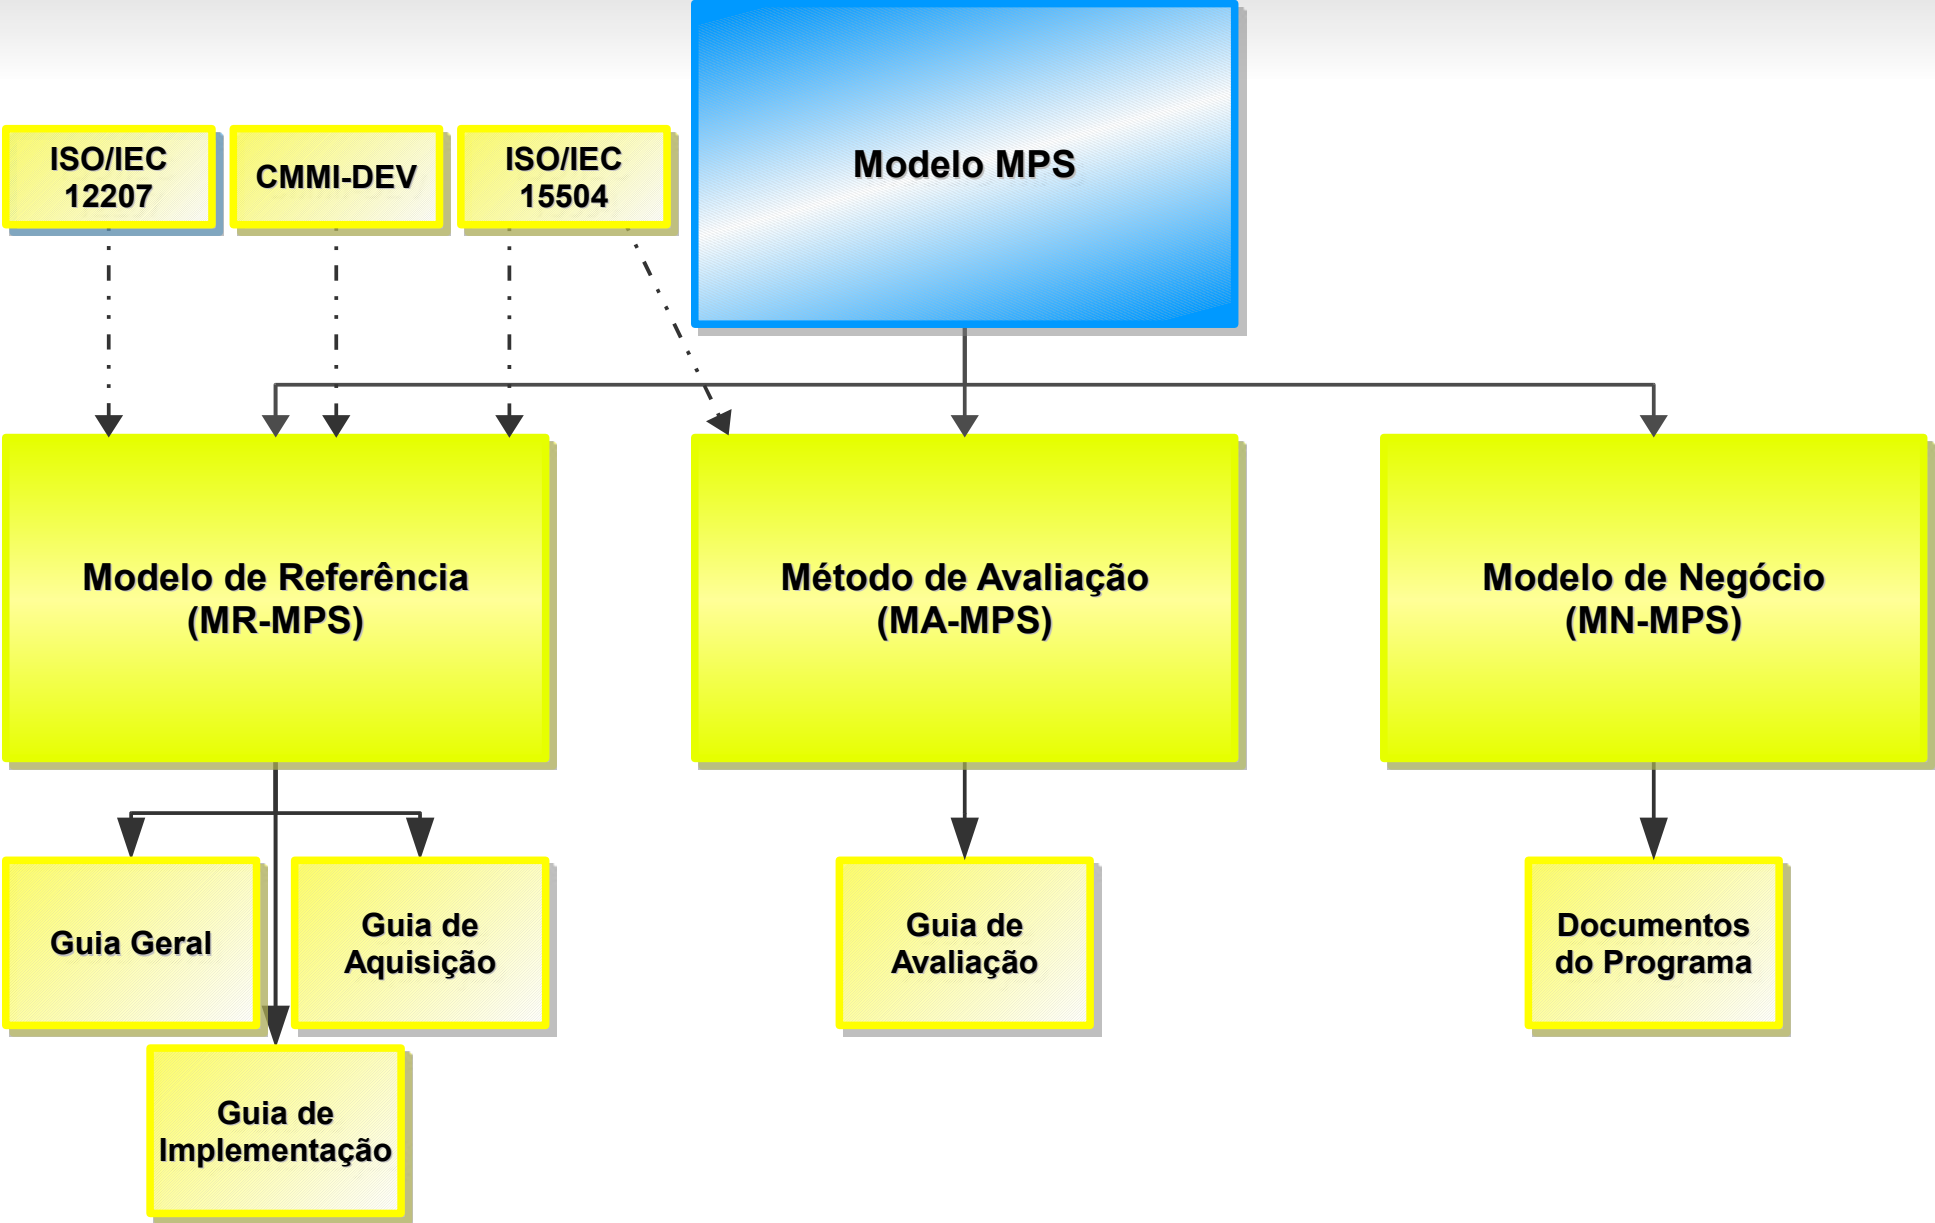 Modelo MPS
ISO/IEC
12207
CMMI-DEV
ISO/IEC
15504
Modelo de Referência
(MR-MPS)
Método de Avaliação
(MA-MPS)
Modelo de Negócio
(MN-MPS)
Guia Geral
Guia de
Aquisição
Guia de
Avaliação
Documentos
do Programa
Guia de
Implementação